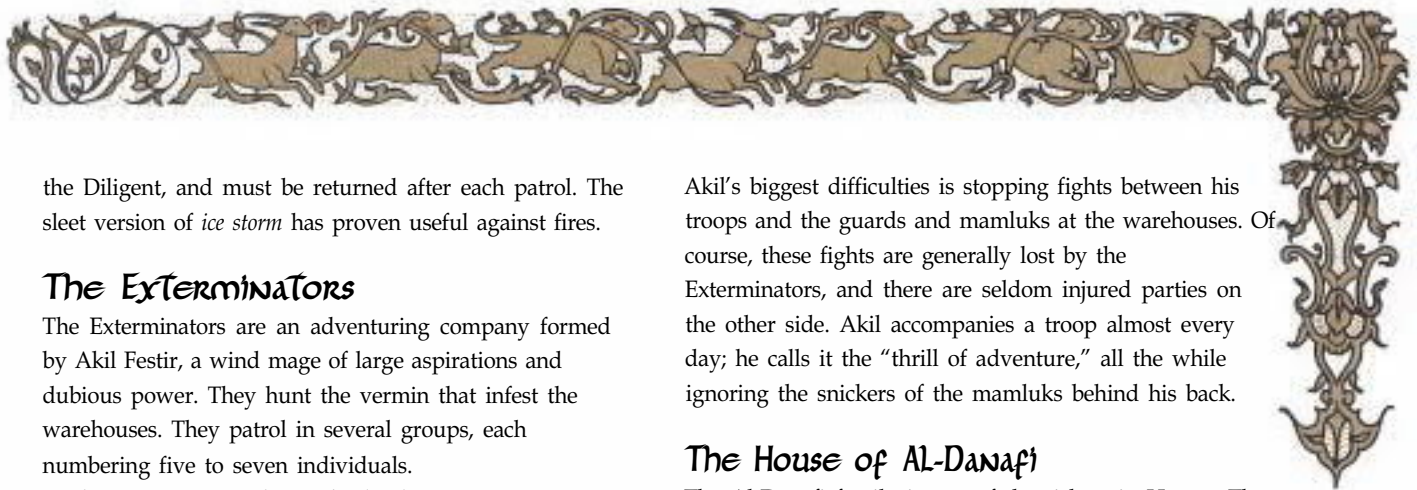 the Diligent, and must be returned after each patrol. The
sleet version of ice storm has proven useful against fires.
The Exterminators
The Exterminators are an adventuring company formed
by Akil Festir, a wind mage of large aspirations and
dubious power. They hunt the vermin that infest the
warehouses. They patrol in several groups, each
numbering five to seven individuals.
Akil's biggest difficulties is stopping fights between his
troops and the guards and mamluks at the warehouses. Of
course, these fights are generally lost by the
Exterminators, and there are seldom injured parties on
the other side. Akil accompanies a troop almost every
day; he calls it the “thrill of adventure,” all the while
ignoring the snickers of the mamluks behind his back.
The House of Al-Danafi